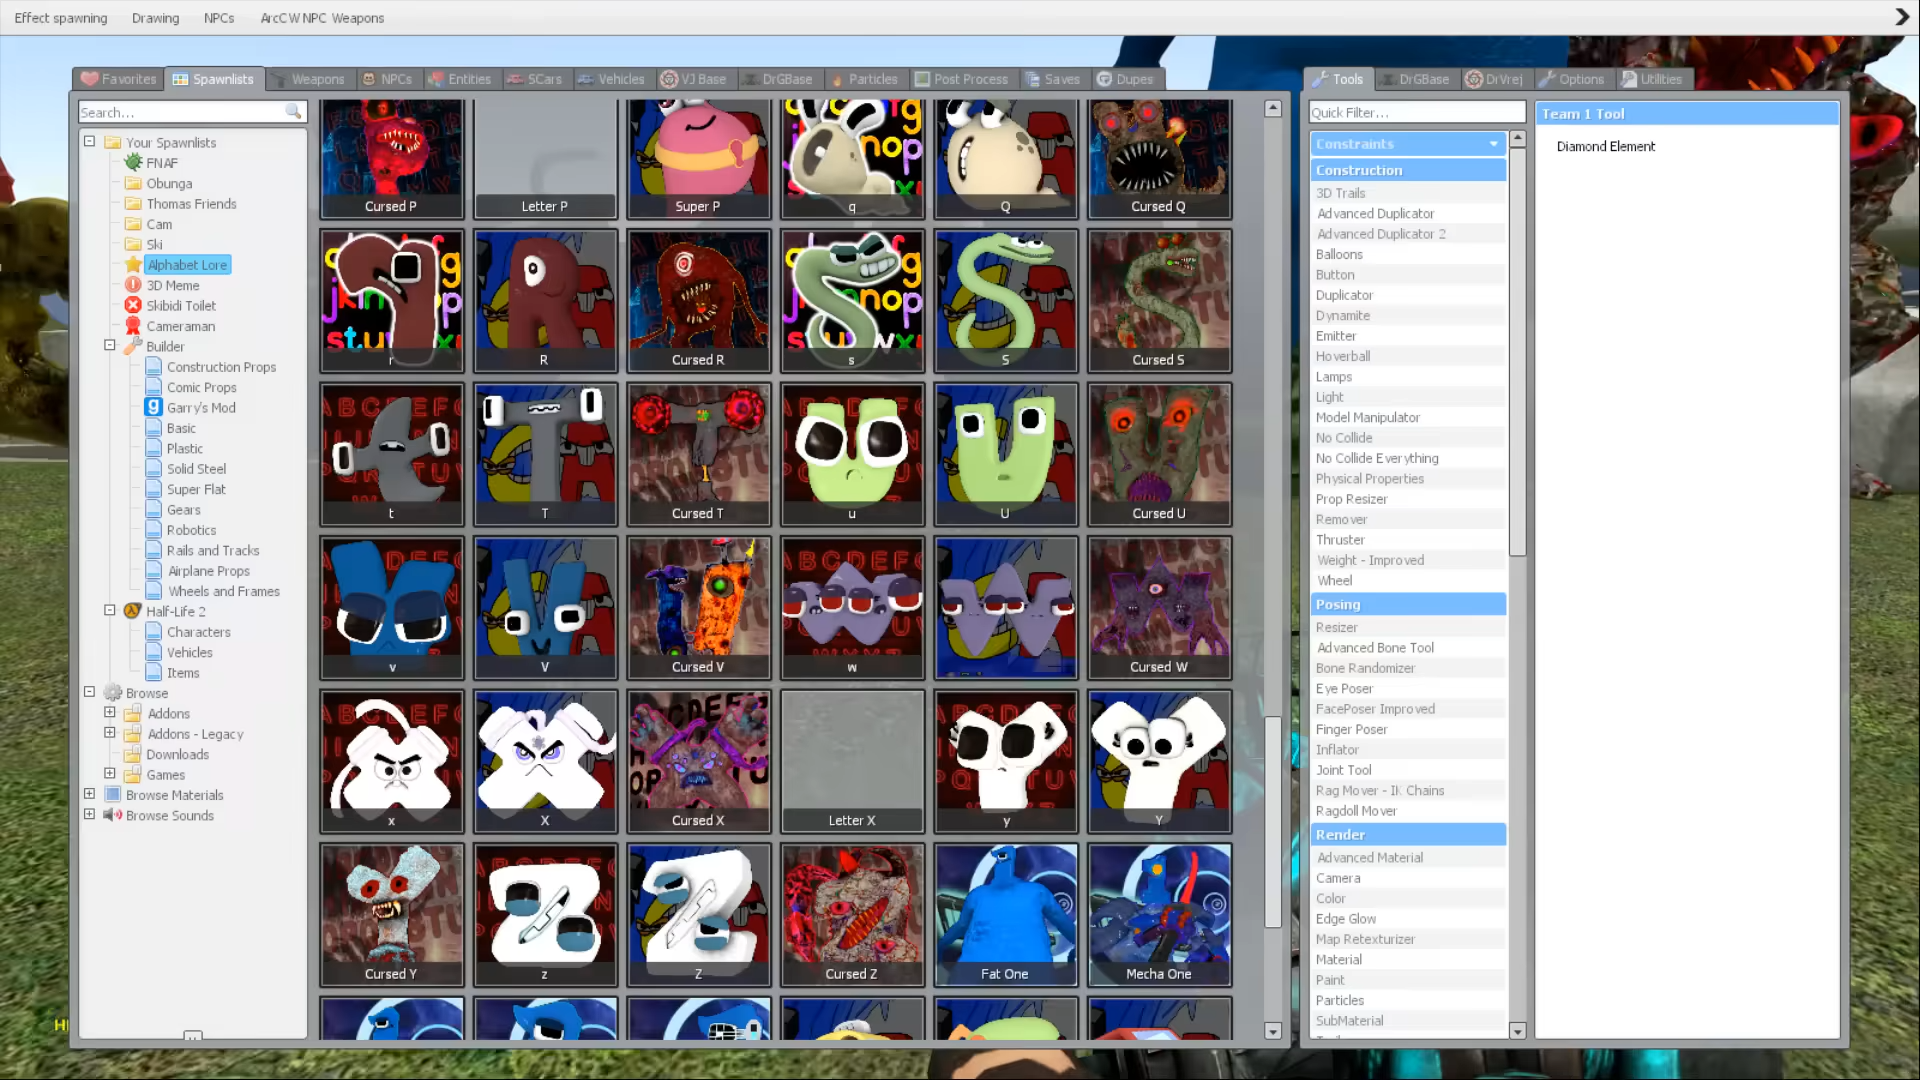 Effect spawning Drawing NPCs ArcCW NPC Weapons
Favorites Spawnlists Weapons NPCs Entities SCars Vehicles VJ Base DrGBase Particles Post Process Saves Dupes
Tools DrGBase DrVrej Options Utilities
Search...
Your Spawnlists
FNAF
Obunga
Thomas Friends
Cam
Ski
Alphabet Lore
3D Meme
Skibidi Toilet
Cameraman
Builder
Construction Props
Comic Props
Garry's Mod
Basic
Plastic
Solid Steel
Super Flat
Gears
Robotics
Rails and Tracks
Airplane Props
Wheels and Frames
Half-Life 2
Characters
Vehicles
Items
Browse
Addons
Addons - Legacy
Downloads
Games
Browse Materials
Browse Sounds
Cursed P Letter P Super P q Q Cursed Q
r R Cursed R s S Cursed S
t T Cursed T u U Cursed U
v V Cursed V w Cursed W
x X Cursed X Letter X y Y
Cursed Y z Z Cursed Z Fat One Mecha One
Quick Filter...
Constraints
Construction
3D Trails
Advanced Duplicator
Advanced Duplicator 2
Balloons
Button
Duplicator
Dynamite
Emitter
Hoverball
Lamps
Light
Model Manipulator
No Collide
No Collide Everything
Physical Properties
Prop Resizer
Remover
Thruster
Weight - Improved
Wheel
Posing
Resizer
Advanced Bone Tool
Bone Randomizer
Eye Poser
FacePoser Improved
Finger Poser
Inflator
Joint Tool
Rag Mover - IK Chains
Ragdoll Mover
Render
Advanced Material
Camera
Color
Edge Glow
Map Retexturizer
Material
Paint
Particles
SubMaterial
Team 1 Tool
Diamond Element